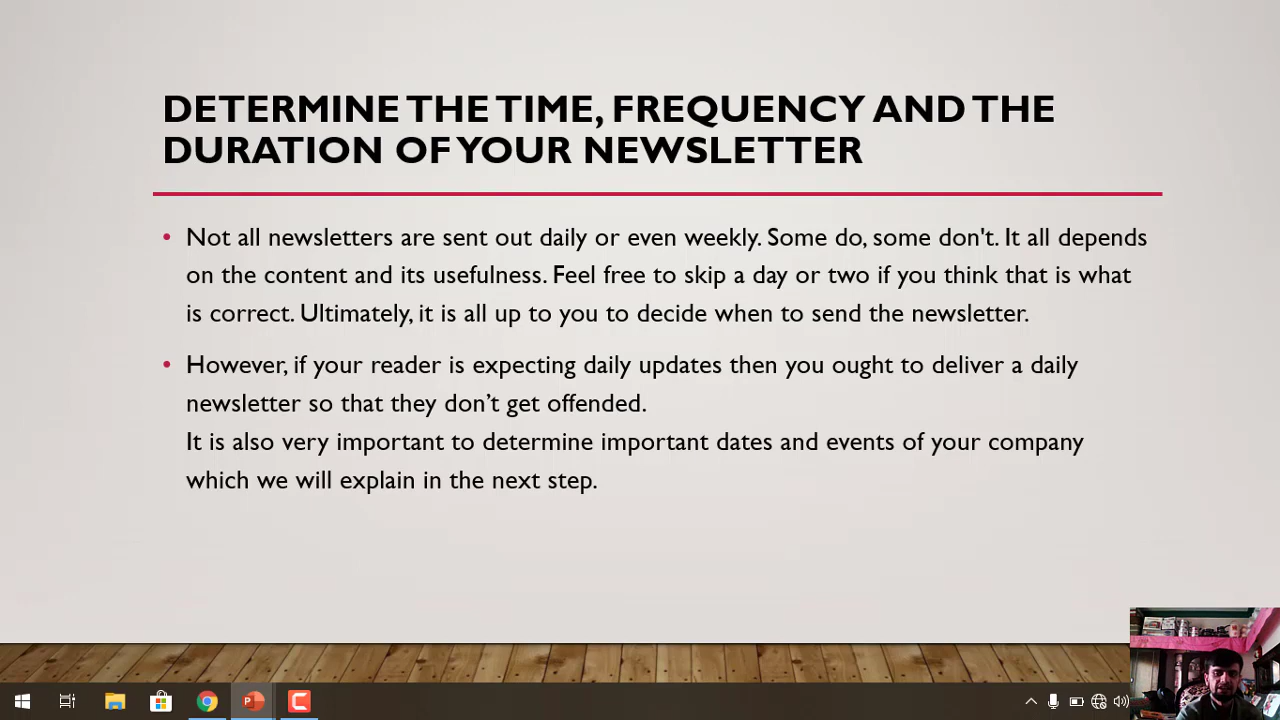 DETERMINE THE TIME, FREQUENCY AND THE
DURATION OF YOUR NEWSLETTER
• Not all newsletters are sent out daily or even weekly. Some do, some don't. It all depends
on the content and its usefulness. Feel free to skip a day or two if you think that is what
is correct. Ultimately, it is all up to you to decide when to send the newsletter.
• However, if your reader is expecting daily updates then you ought to deliver a daily
newsletter so that they don’t get offended.
It is also very important to determine important dates and events of your company
which we will explain in the next step.